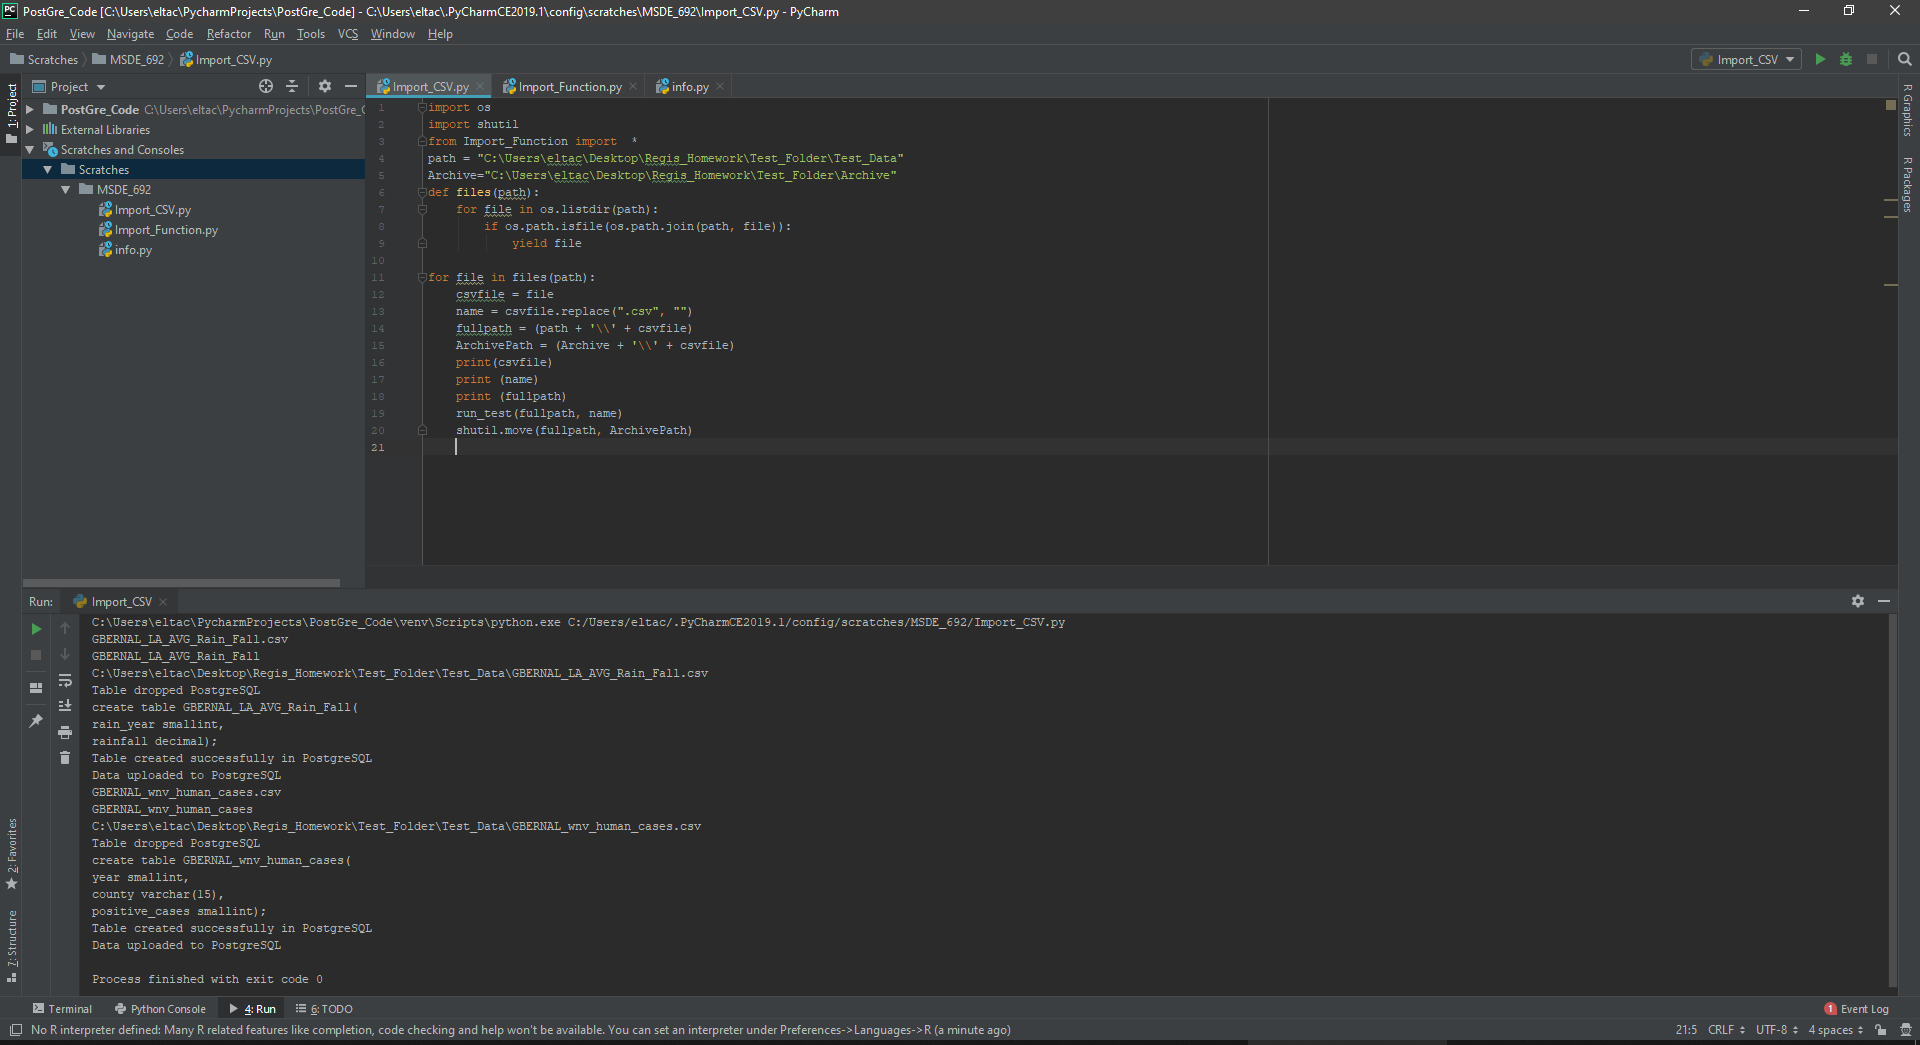 PC PostGre_Code [C:\Users\eltac\PycharmProjects\PostGre_Code] - C:\Users\eltac\.PyCharmCE2019.1\config\scratches\MSDE_692\Import_CSV.py - PyCharm
File Edit View Navigate Code Refactor Run Tools VCS Window Help
Scratches MSDE_692 Import_CSV.py Import_CSV
Project Import_CSV.py Import_Function.py info.py
1: Project
PostGre_Code C:\Users\eltac\PycharmProjects\PostGre_C
External Libraries
Scratches and Consoles
Scratches
MSDE_692
Import_CSV.py
Import_Function.py
info.py
1 import os
2 import shutil
3 from Import_Function import *
4 path = "C:\Users\eltac\Desktop\Regis_Homework\Test_Folder\Test_Data"
5 Archive="C:\Users\eltac\Desktop\Regis_Homework\Test_Folder\Archive"
6 def files(path):
7 for file in os.listdir(path):
8 if os.path.isfile(os.path.join(path, file)):
9 yield file
10
11 for file in files(path):
12 csvfile = file
13 name = csvfile.replace(".csv", "")
14 fullpath = (path + '\\' + csvfile)
15 ArchivePath = (Archive + '\\' + csvfile)
16 print(csvfile)
17 print (name)
18 print (fullpath)
19 run_test(fullpath, name)
20 shutil.move(fullpath, ArchivePath)
21
R Graphics
R Packages
Run: Import_CSV
C:\Users\eltac\PycharmProjects\PostGre_Code\venv\Scripts\python.exe C:/Users/eltac/.PyCharmCE2019.1/config/scratches/MSDE_692/Import_CSV.py
GBERNAL_LA_AVG_Rain_Fall.csv
GBERNAL_LA_AVG_Rain_Fall
C:\Users\eltac\Desktop\Regis_Homework\Test_Folder\Test_Data\GBERNAL_LA_AVG_Rain_Fall.csv
Table dropped PostgreSQL
create table GBERNAL_LA_AVG_Rain_Fall(
rain_year smallint,
rainfall decimal);
Table created successfully in PostgreSQL
Data uploaded to PostgreSQL
GBERNAL_wnv_human_cases.csv
GBERNAL_wnv_human_cases
C:\Users\eltac\Desktop\Regis_Homework\Test_Folder\Test_Data\GBERNAL_wnv_human_cases.csv
Table dropped PostgreSQL
create table GBERNAL_wnv_human_cases(
year smallint,
county varchar(15),
positive_cases smallint);
Table created successfully in PostgreSQL
Data uploaded to PostgreSQL
Process finished with exit code 0
2: Favorites
7: Structure
Terminal Python Console 4: Run 6: TODO 1 Event Log
No R interpreter defined: Many R related features like completion, code checking and help won't be available. You can set an interpreter under Preferences->Languages->R (a minute ago) 21:5 CRLF UTF-8 4 spaces